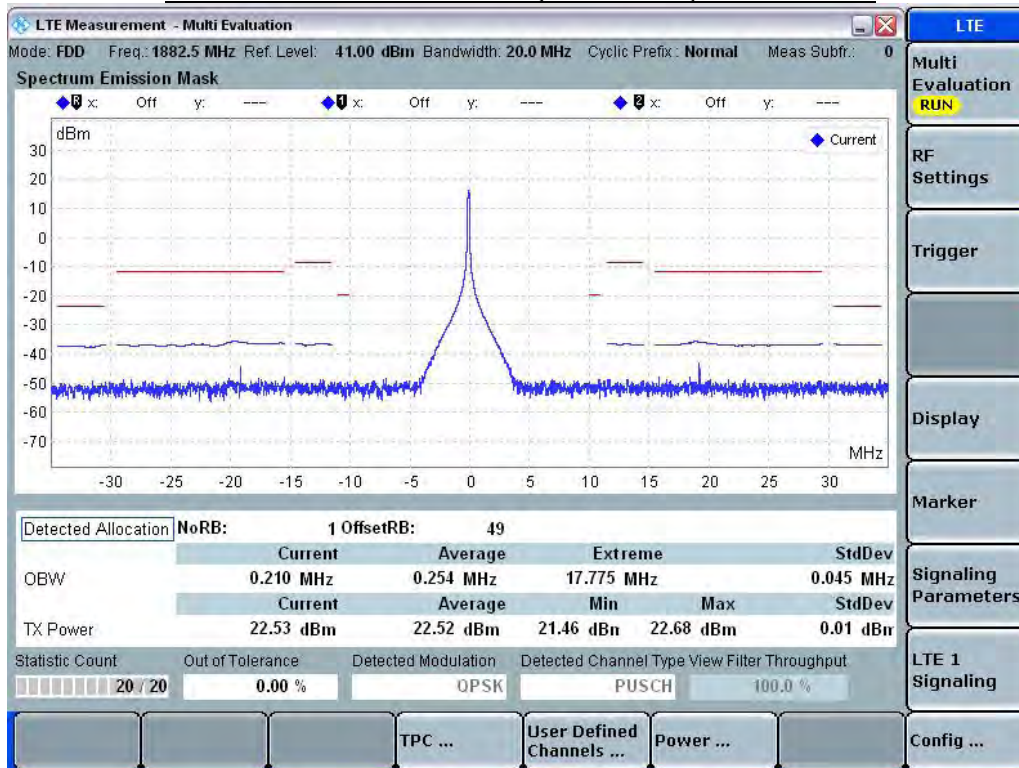 LTE Measurement - Multi Evaluation
LTE
Mode: FDD Freq.: 1882.5 MHz Ref. Level: 41.00 dBm Bandwidth: 20.0 MHz Cyclic Prefix.: Normal Meas Subfr.: 0
Spectrum Emission Mask
R x: Off y: --- 1 x: Off y: --- 2 x: Off y: ---
dBm
Current
30
20
10
0
-10
-20
-30
-40
-50
-60
-70
MHz
-30 -25 -20 -15 -10 -5 0 5 10 15 20 25 30
Detected Allocation NoRB: 1 OffsetRB: 49
Current Average Extreme StdDev
OBW 0.210 MHz 0.254 MHz 17.775 MHz 0.045 MHz
Current Average Min Max StdDev
TX Power 22.53 dBm 22.52 dBm 21.46 dBm 22.68 dBm 0.01 dBm
Statistic Count Out of Tolerance Detected Modulation Detected Channel Type View Filter Throughput
20 / 20 0.00 % QPSK PUSCH 100.0 %
Multi
Evaluation
RUN
RF
Settings
Trigger
Display
Marker
Signaling
Parameters
LTE 1
Signaling
TPC ...
User Defined
Channels ...
Power ...
Config ...